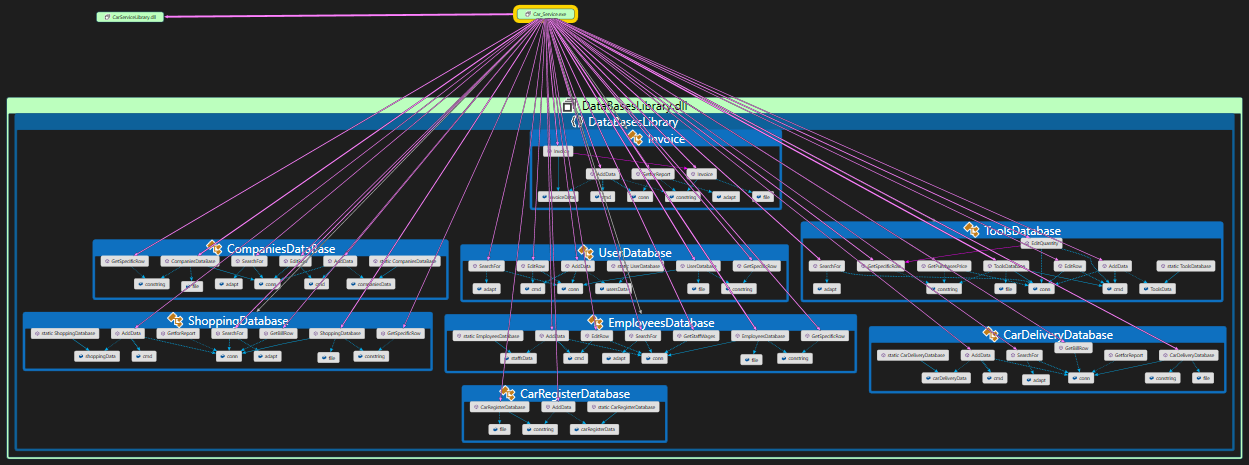 CarServiceLibrary.dll
Car_Service.exe
DataBasesLibrary.dll
DataBasesLibrary
Invoice
Invoice
AddData
GetforReport
Invoice
InvoiceData
cmd
conn
constring
adapt
file
CompaniesDataBase
GetSpecificRow
CompaniesDataBase
SearchFor
EditRow
AddData
static CompaniesDataBase
constring
file
adapt
conn
cmd
companiesData
UserDatabase
SearchFor
EditRow
AddData
static UserDatabase
UserDatabase
GetSpecificRow
adapt
cmd
conn
usersData
file
constring
ToolsDatabase
EditQuantity
SearchFor
GetSpecificRow
GetPurchasePrice
ToolsDatabase
EditRow
AddData
static ToolsDatabase
adapt
constring
file
conn
cmd
ToolsData
ShoppingDatabase
static ShoppingDatabase
AddData
GetforReport
SearchFor
GetBillRow
ShoppingDatabase
GetSpecificRow
shoppingData
cmd
conn
adapt
file
constring
EmployeesDatabase
static EmployeesDatabase
AddData
EditRow
SearchFor
GetStaffWages
EmployeesDatabase
GetSpecificRow
staffsData
cmd
adapt
conn
file
constring
CarDeliveryDatabase
static CarDeliveryDatabase
AddData
SearchFor
GetBillRow
GetforReport
CarDeliveryDatabase
carDeliveryData
cmd
adapt
conn
constring
file
CarRegisterDatabase
CarRegisterDatabase
AddData
static CarRegisterDatabase
file
constring
carRegisterData